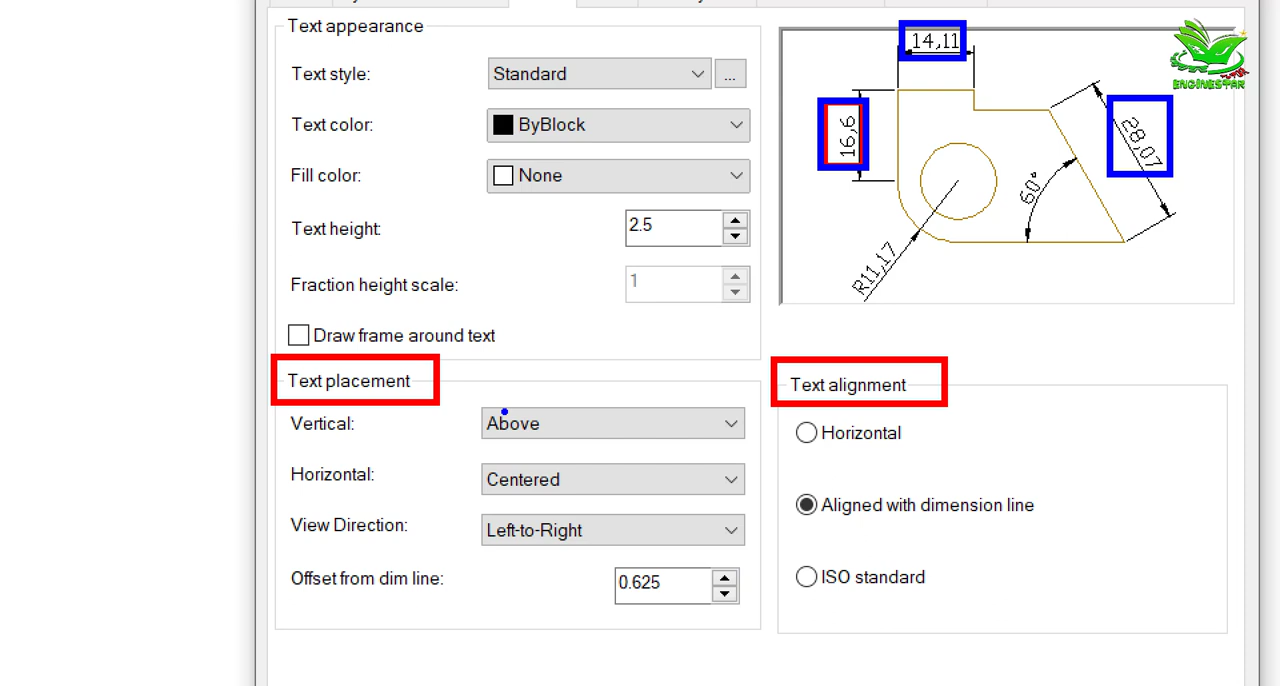 Text appearance
Text style: Standard ...
Text color: ByBlock
Fill color: None
Text height: 2.5
Fraction height scale: 1
Draw frame around text
Text placement
Vertical: Above
Horizontal: Centered
View Direction: Left-to-Right
Offset from dim line: 0.625
14,11
16,6
28,07
60°
R11,17
ENGINESTAR
Text alignment
Horizontal
Aligned with dimension line
ISO standard